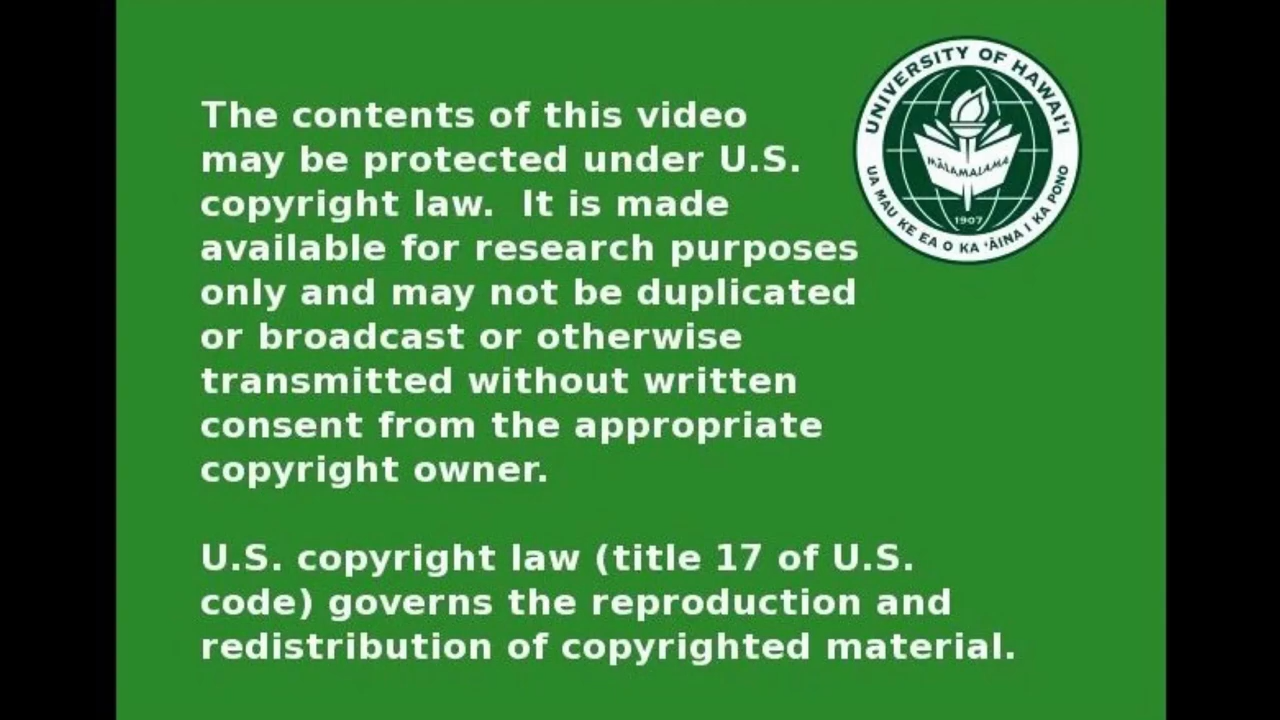 The contents of this video
may be protected under U.S.
copyright law.  It is made
available for research purposes
only and may not be duplicated
or broadcast or otherwise
transmitted without written
consent from the appropriate
copyright owner.
U.S. copyright law (title 17 of U.S.
code) governs the reproduction and
redistribution of copyrighted material.
UNIVERSITY OF HAWAIʻI
MĀLAMALAMA
1907
UA MAU KE EA O KA ʻĀINA I KA PONO